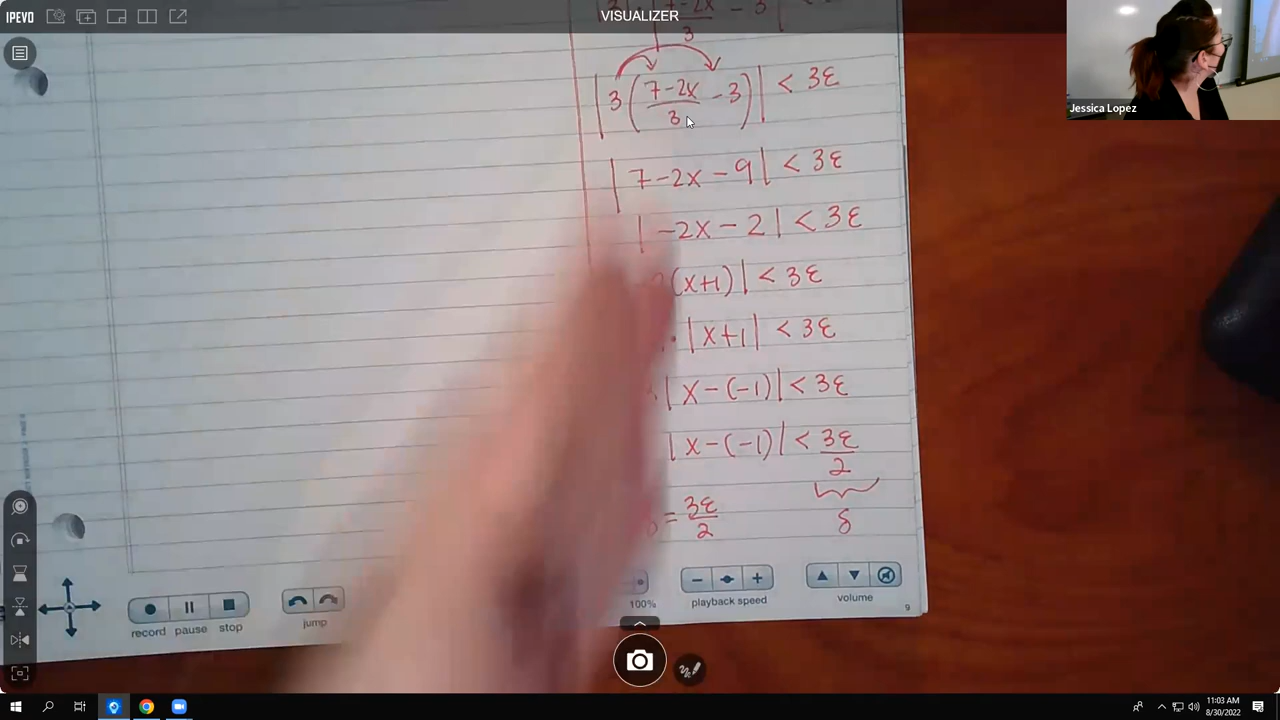 IPEVO
VISUALIZER
Jessica Lopez
|3(7-2x/3 - 3)| < 3ε
|7-2x-9| < 3ε
|-2x-2| < 3ε
(x+1)| < 3ε
· |x+1| < 3ε
· |x-(-1)| < 3ε
|x-(-1)| < 3ε/2
= 3ε/2
δ
record pause stop
jump
100%
playback speed
volume
9
11:03 AM
8/30/2022